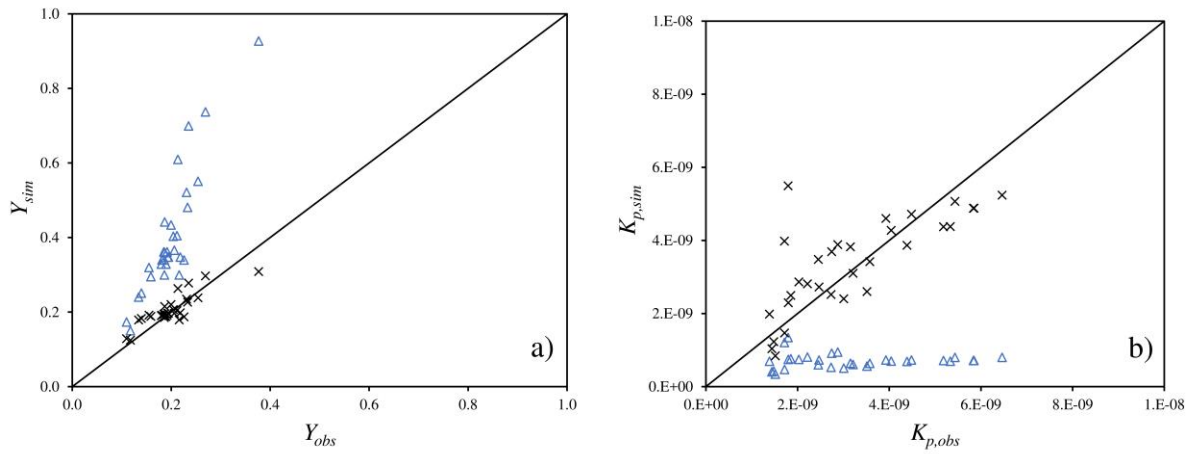 1.0
0.8
0.6
0.4
0.2
0.0
Y_sim
0.0 0.2 0.4 0.6 0.8 1.0
Y_obs
a)
1.E-08
8.E-09
6.E-09
4.E-09
2.E-09
0.E+00
K_p,sim
0.E+00 2.E-09 4.E-09 6.E-09 8.E-09 1.E-08
K_p,obs
b)